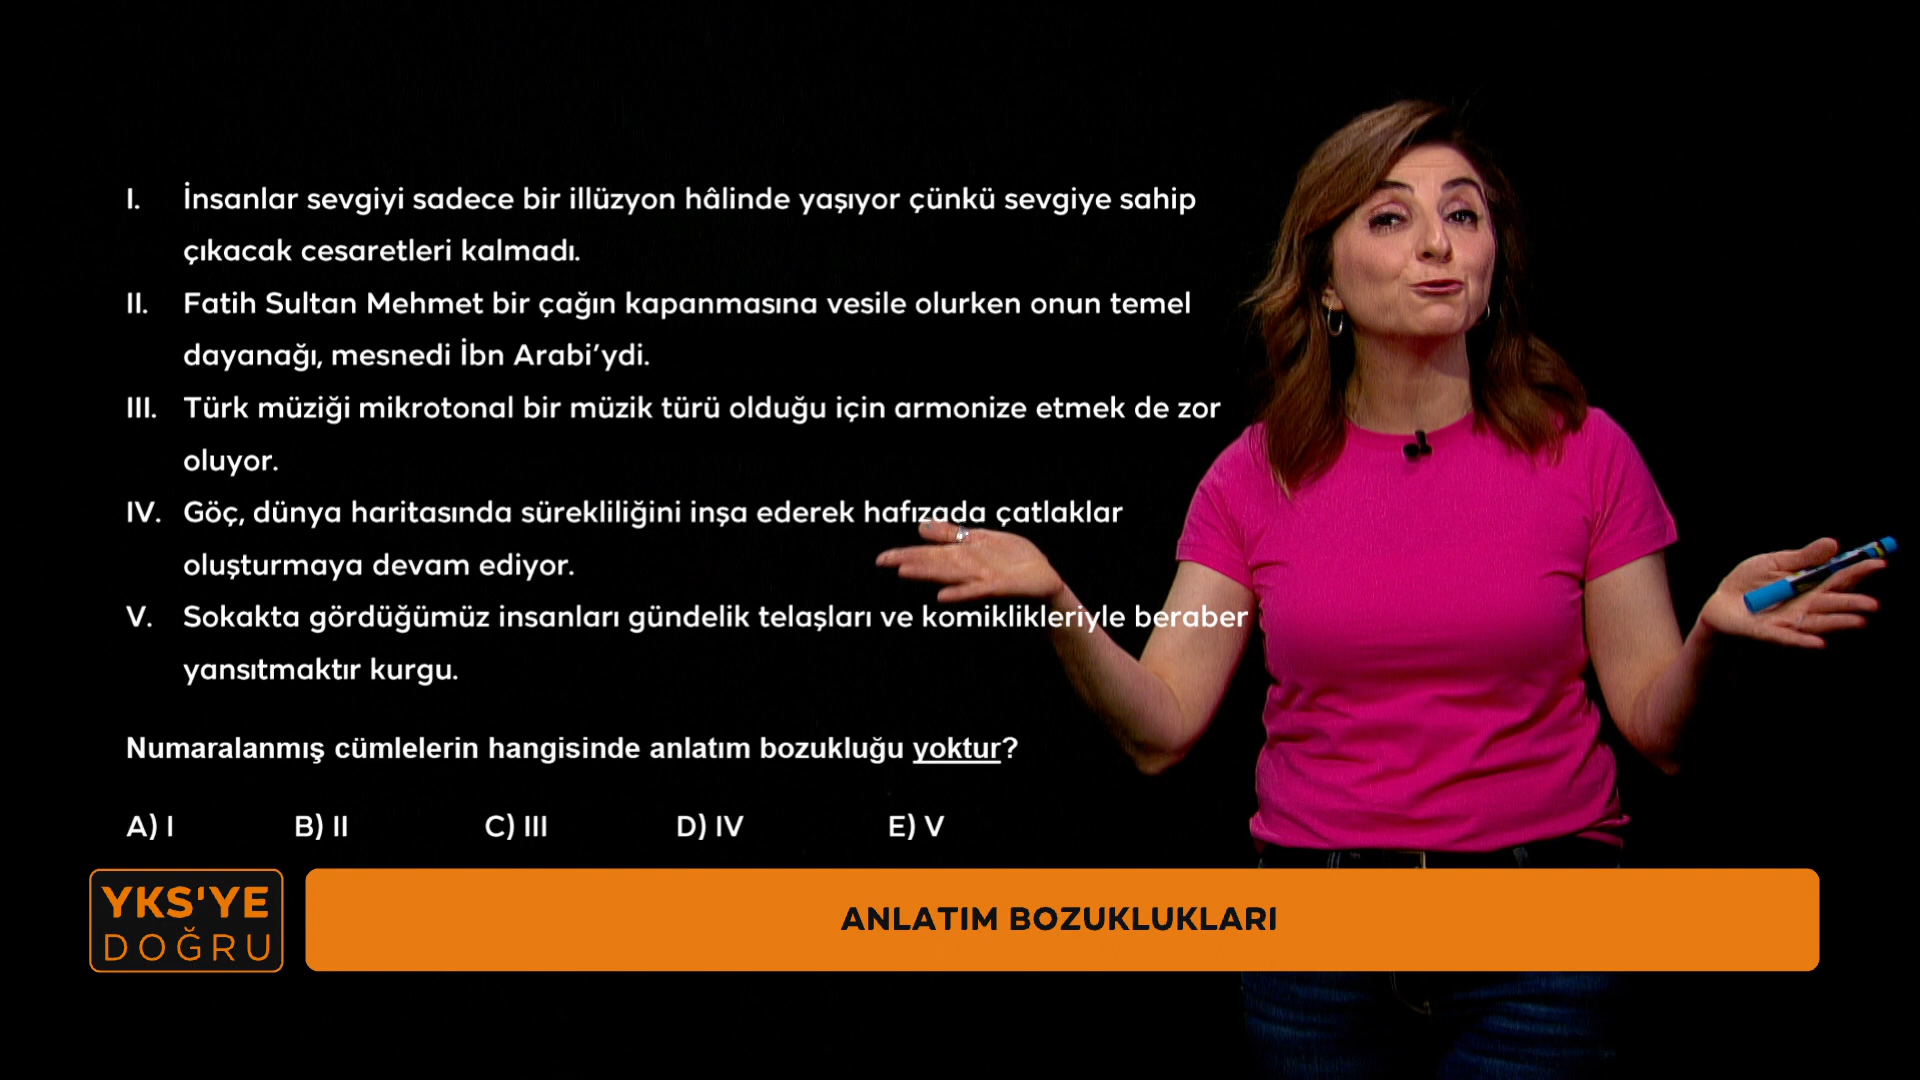 I. İnsanlar sevgiyi sadece bir illüzyon hâlinde yaşıyor çünkü sevgiye sahip
çıkacak cesaretleri kalmadı.
II. Fatih Sultan Mehmet bir çağın kapanmasına vesile olurken onun temel
dayanağı, mesnedi İbn Arabi’ydi.
III. Türk müziği mikrotonal bir müzik türü olduğu için armonize etmek de zor
oluyor.
IV. Göç, dünya haritasında sürekliliğini inşa ederek hafızada çatlaklar
oluşturmaya devam ediyor.
V. Sokakta gördüğümüz insanları gündelik telaşları ve komiklikleriyle beraber
yansıtmaktır kurgu.
Numaralanmış cümlelerin hangisinde anlatım bozukluğu yoktur?
A) I B) II C) III D) IV E) V
YKS'YE
DOĞRU
ANLATIM BOZUKLUKLARI